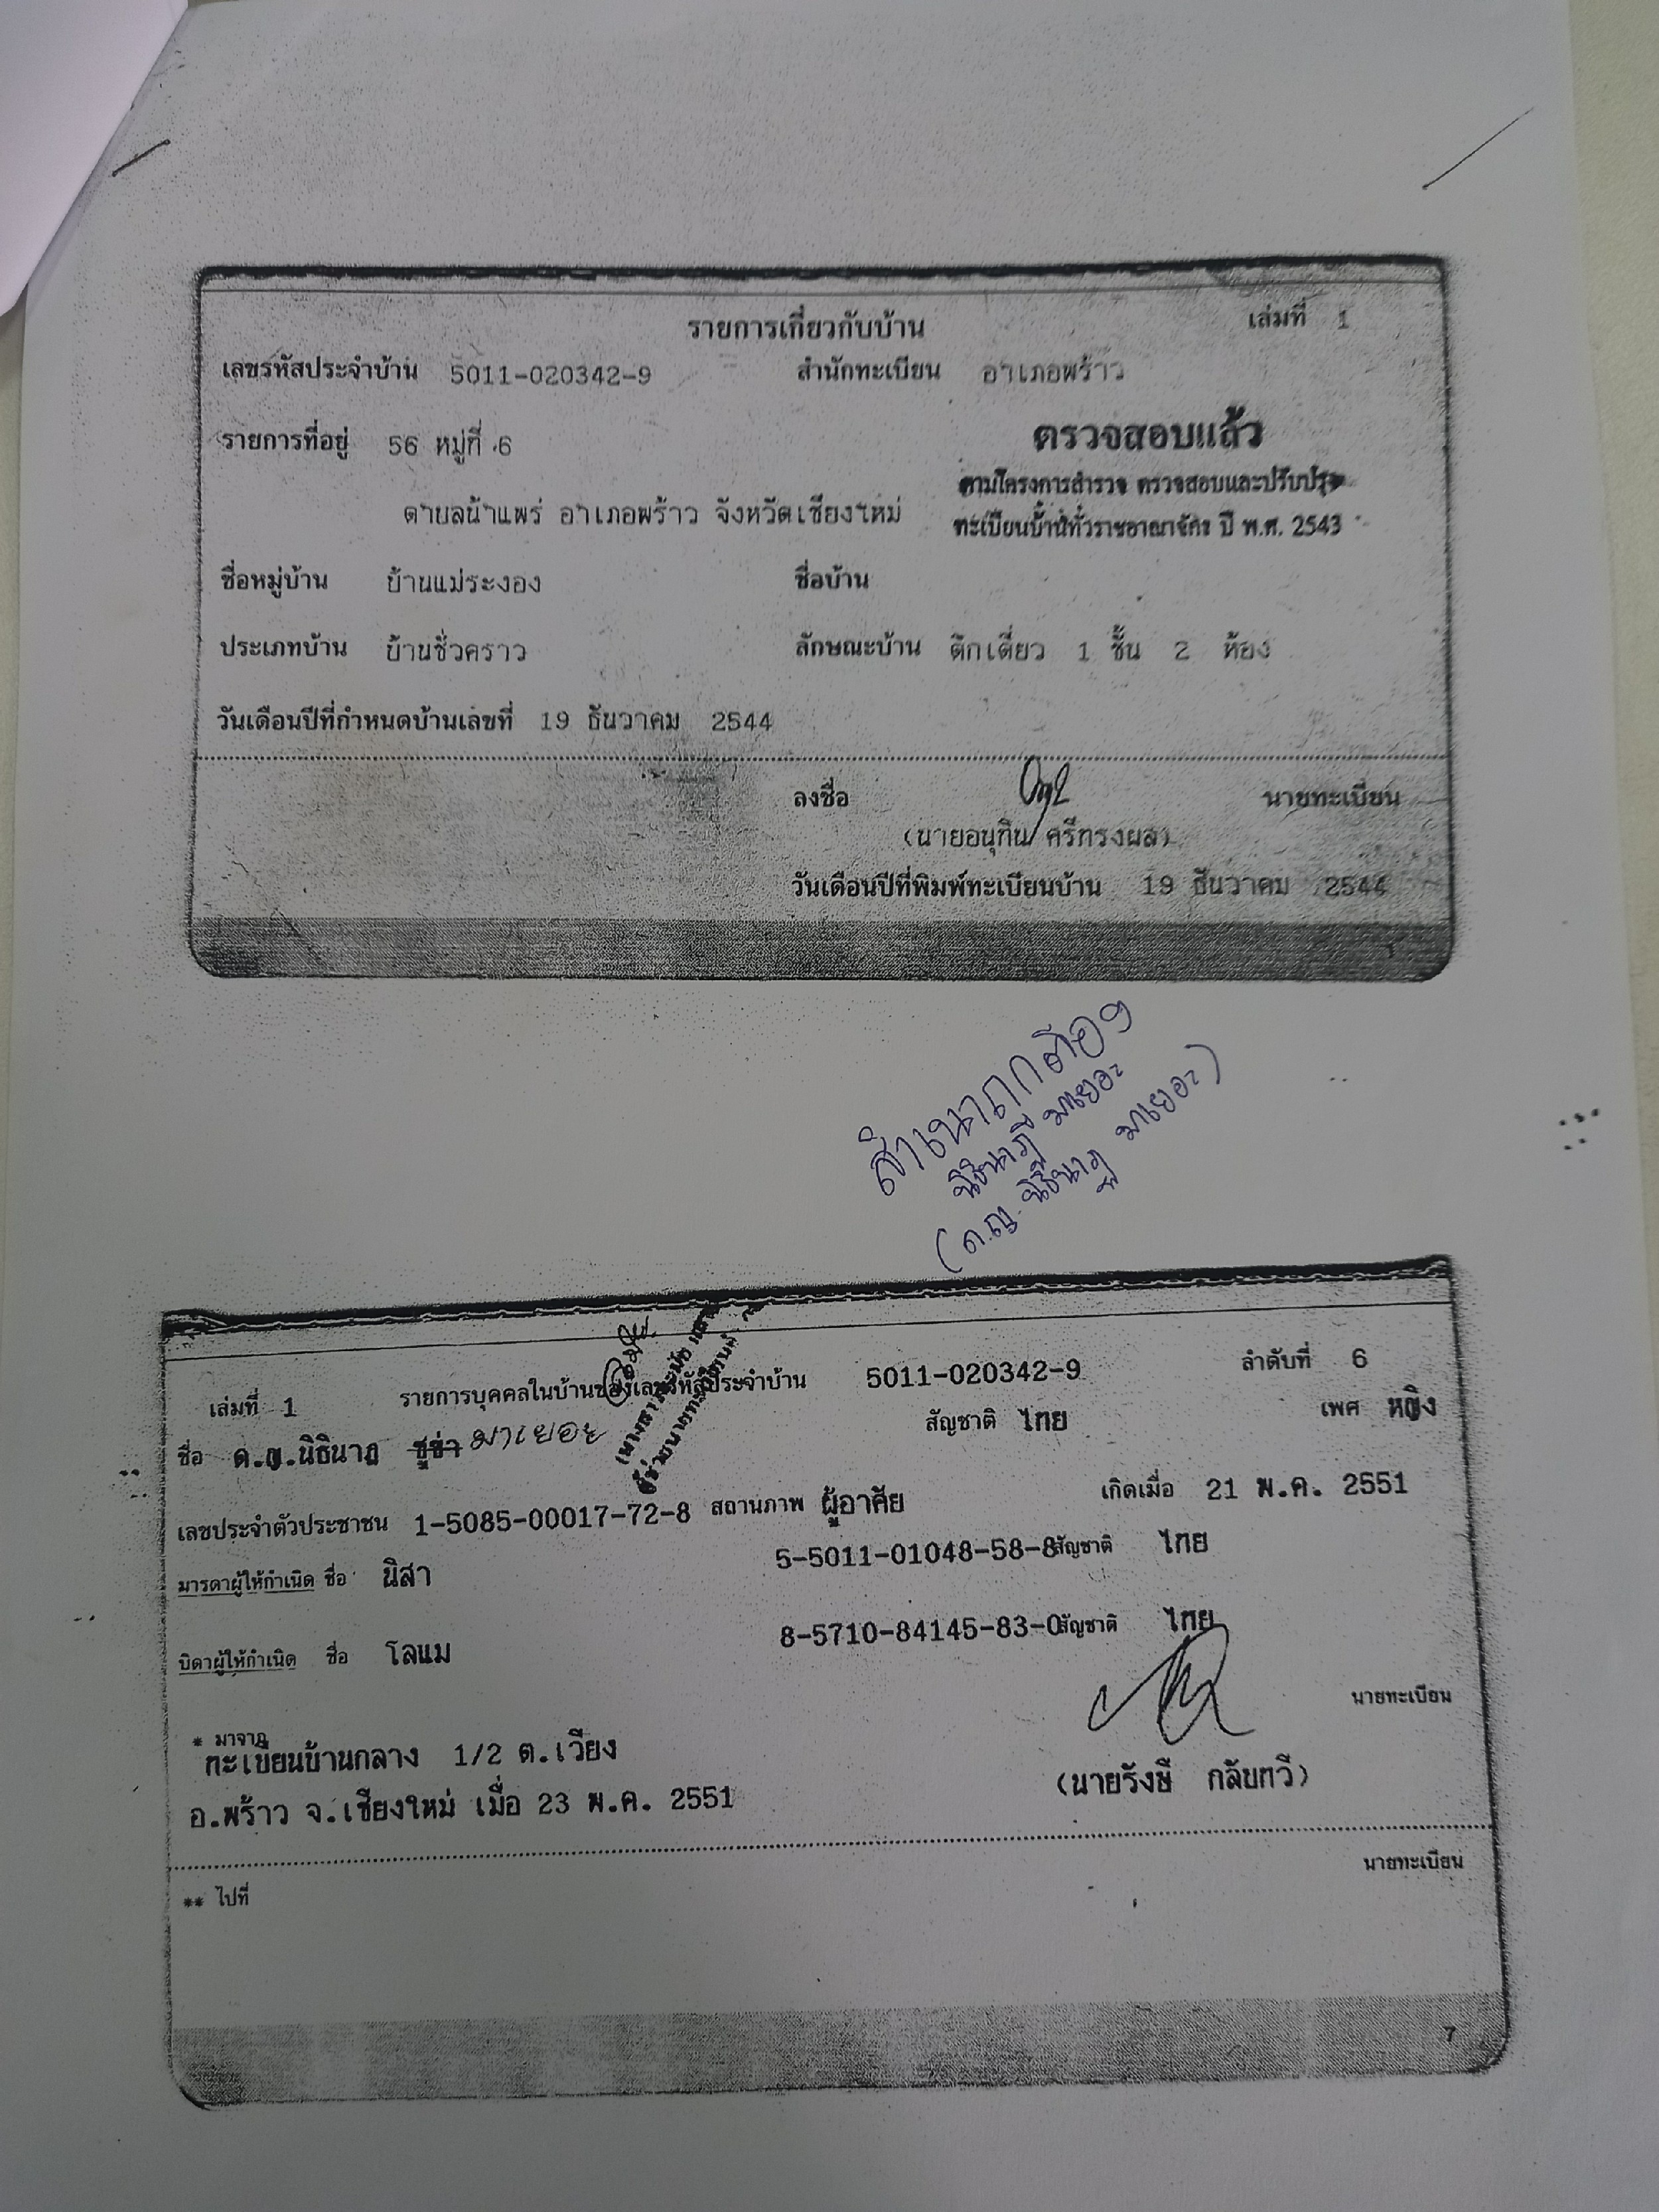 รายการเกี่ยวกับบ้าน เล่มที่ 1
เลขรหัสประจำบ้าน 5011-020342-9 สำนักทะเบียน อำเภอพร้าว
รายการที่อยู่ 56 หมู่ที่ 6 ตรวจสอบแล้ว
ตามโครงการสำรวจ ตรวจสอบและปรับปรุง
ตำบลน้ำแพร่ อำเภอพร้าว จังหวัดเชียงใหม่
ทะเบียนบ้านทั่วราชอาณาจักร ปี พ.ศ. 2543
ชื่อหมู่บ้าน บ้านแม่ระงอง ชื่อบ้าน
ประเภทบ้าน บ้านชั่วคราว ลักษณะบ้าน ตึกเดี่ยว 1 ชั้น 2 ห้อง
วันเดือนปีที่กำหนดบ้านเลขที่ 19 ธันวาคม 2544
ลงชื่อ นายทะเบียน
(นายอนุทิน ศรีทรงผล)
วันเดือนปีที่พิมพ์ทะเบียนบ้าน 19 ธันวาคม 2544
1
สำเนาถูกต้อง
นิธินาฏ มาเยอะ
(ด.ญ. นิธินาฏ มาเยอะ)
เล่มที่ 1 รายการบุคคลในบ้านของเลขรหัสประจำบ้าน 5011-020342-9 ลำดับที่ 6
ชื่อ ด.ญ.นิธินาฏ ชูช่า มาเยอะ สัญชาติ ไทย เพศ หญิง
ผู้ช่วยนายทะเบียน
เลขประจำตัวประชาชน 1-5085-00017-72-8 สถานภาพ ผู้อาศัย เกิดเมื่อ 21 พ.ค. 2551
มารดาผู้ให้กำเนิด ชื่อ นิสา 5-5011-01048-58-8 สัญชาติ ไทย
บิดาผู้ให้กำเนิด ชื่อ โลแม 8-5710-84145-83-0 สัญชาติ ไทย
* มาจาก นายทะเบียน
ทะเบียนบ้านกลาง 1/2 ต.เวียง
(นายรังษี กลับทวี)
อ.พร้าว จ.เชียงใหม่ เมื่อ 23 พ.ค. 2551
นายทะเบียน
** ไปที่
7